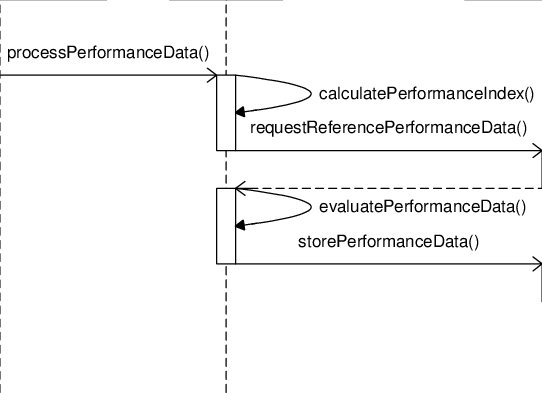 processPerformanceData()
calculatePerformanceIndex()
requestReferencePerformanceData()
evaluatePerformanceData()
storePerformanceData()